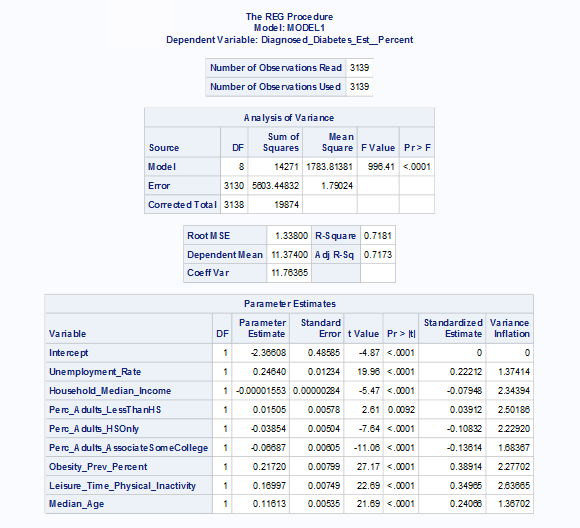 The REG Procedure
Model: MODEL1
Dependent Variable: Diagnosed_Diabetes_Est__Percent
Number of Observations Read 3139
Number of Observations Used 3139
Analysis of Variance
Source DF Sum of Squares Mean Square F Value Pr > F
Model 8 14271 1783.81381 996.41 <.0001
Error 3130 5603.44832 1.79024
Corrected Total 3138 19874
Root MSE 1.33800 R-Square 0.7181
Dependent Mean 11.37400 Adj R-Sq 0.7173
Coeff Var 11.76365
Parameter Estimates
Variable DF Parameter Estimate Standard Error t Value Pr > |t| Standardized Estimate Variance Inflation
Intercept 1 -2.36608 0.48585 -4.87 <.0001 0 0
Unemployment_Rate 1 0.24640 0.01234 19.96 <.0001 0.22212 1.37414
Household_Median_Income 1 -0.00001553 0.00000284 -5.47 <.0001 -0.07948 2.34394
Perc_Adults_LessThanHS 1 0.01505 0.00578 2.61 0.0092 0.03912 2.50186
Perc_Adults_HSOnly 1 -0.03854 0.00504 -7.64 <.0001 -0.10832 2.22920
Perc_Adults_AssociateSomeCollege 1 -0.06687 0.00605 -11.06 <.0001 -0.13614 1.68367
Obesity_Prev_Percent 1 0.21720 0.00799 27.17 <.0001 0.38914 2.27702
Leisure_Time_Physical_Inactivity 1 0.16997 0.00749 22.69 <.0001 0.34965 2.63665
Median_Age 1 0.11613 0.00535 21.69 <.0001 0.24066 1.36702